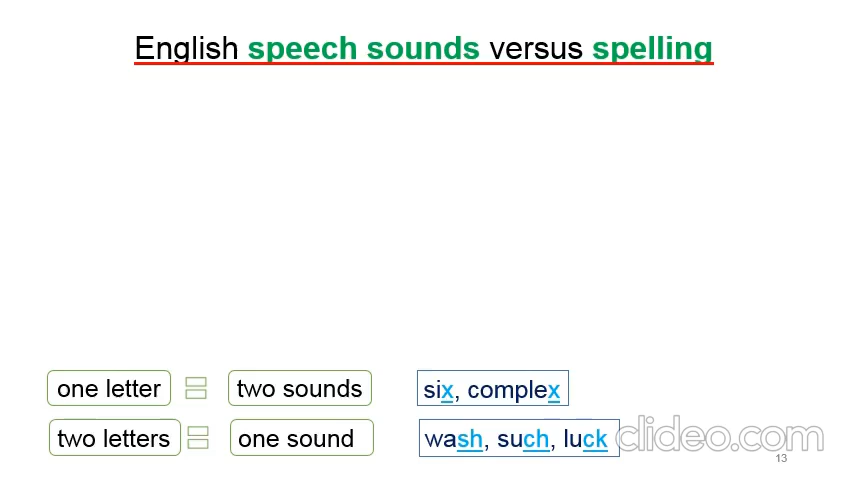 English speech sounds versus spelling
one letter = two sounds six, complex
two letters = one sound wash, such, luck
clideo.com
13